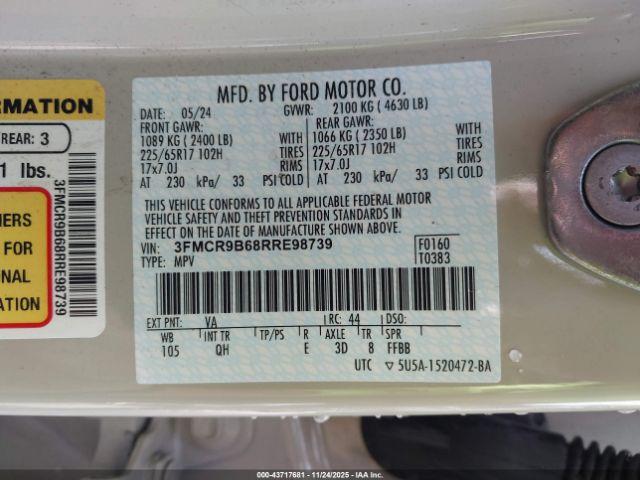 MFD. BY FORD MOTOR CO.
DATE: 05/24 GVWR: 2100 KG ( 4630 LB)
FRONT GAWR: REAR GAWR:
1089 KG ( 2400 LB) WITH 1066 KG ( 2350 LB) WITH
225/65R17 102H TIRES 225/65R17 102H TIRES
17x7.0J RIMS 17x7.0J RIMS
AT 230 kPa/ 33 PSI COLD AT 230 kPa/ 33 PSI COLD
THIS VEHICLE CONFORMS TO ALL APPLICABLE FEDERAL MOTOR
VEHICLE SAFETY AND BUMPER AND THEFT PREVENTION STANDARDS IN
EFFECT ON THE DATE OF MANUFACTURE SHOWN ABOVE.
VIN: 3FMCR9B68RRE98739 F0160
TYPE: MPV T0383
EXT PNT: VA RC: 44 DSO:
WB INT TR TP/PS R AXLE TR SPR
105 QH E 3D 8 FFBB
UTC ▽ 5U5A-1520472-BA
ORMATION
REAR: 3
1 lbs.
3FMCR9B68RRE98739
MERS
FOR
ONAL
ATION
000-43717681 - 11/24/2025 - IAA Inc.